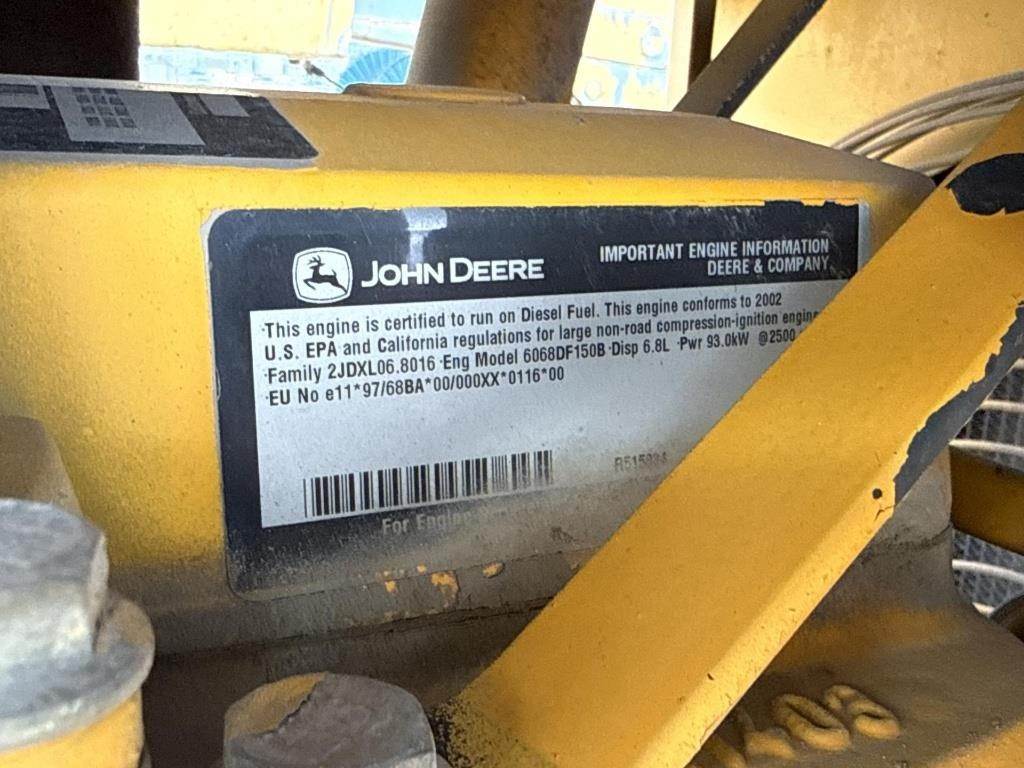 JOHN DEERE
IMPORTANT ENGINE INFORMATION
DEERE & COMPANY
·This engine is certified to run on Diesel Fuel. This engine conforms to 2002
U.S. EPA and California regulations for large non-road compression-ignition
·Family 2JDXL06.8016 ·Eng Model 6068DF150B ·Disp 6.8L ·Pwr 93.0kW @2500
·EU No e11*97/68BA*00/000XX*0116*00
For